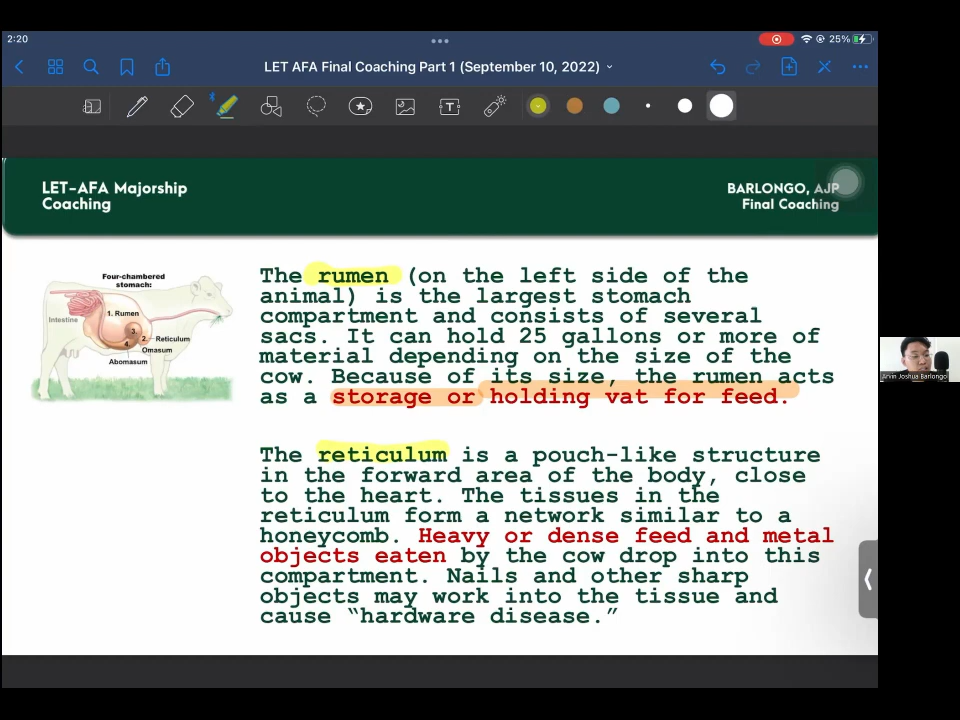 2:20
25%
LET AFA Final Coaching Part 1 (September 10, 2022)
LET-AFA Majorship
Coaching
BARLONGO, AJP
Final Coaching
Four-chambered
stomach:
Intestine
1. Rumen
3.
2.
Reticulum
4.
Omasum
Abomasum
The rumen (on the left side of the
animal) is the largest stomach
compartment and consists of several
sacs. It can hold 25 gallons or more of
material depending on the size of the
cow. Because of its size, the rumen acts
as a storage or holding vat for feed.
The reticulum is a pouch-like structure
in the forward area of the body, close
to the heart. The tissues in the
reticulum form a network similar to a
honeycomb. Heavy or dense feed and metal
objects eaten by the cow drop into this
compartment. Nails and other sharp
objects may work into the tissue and
cause “hardware disease.”
Arvin Joshua Barlongo